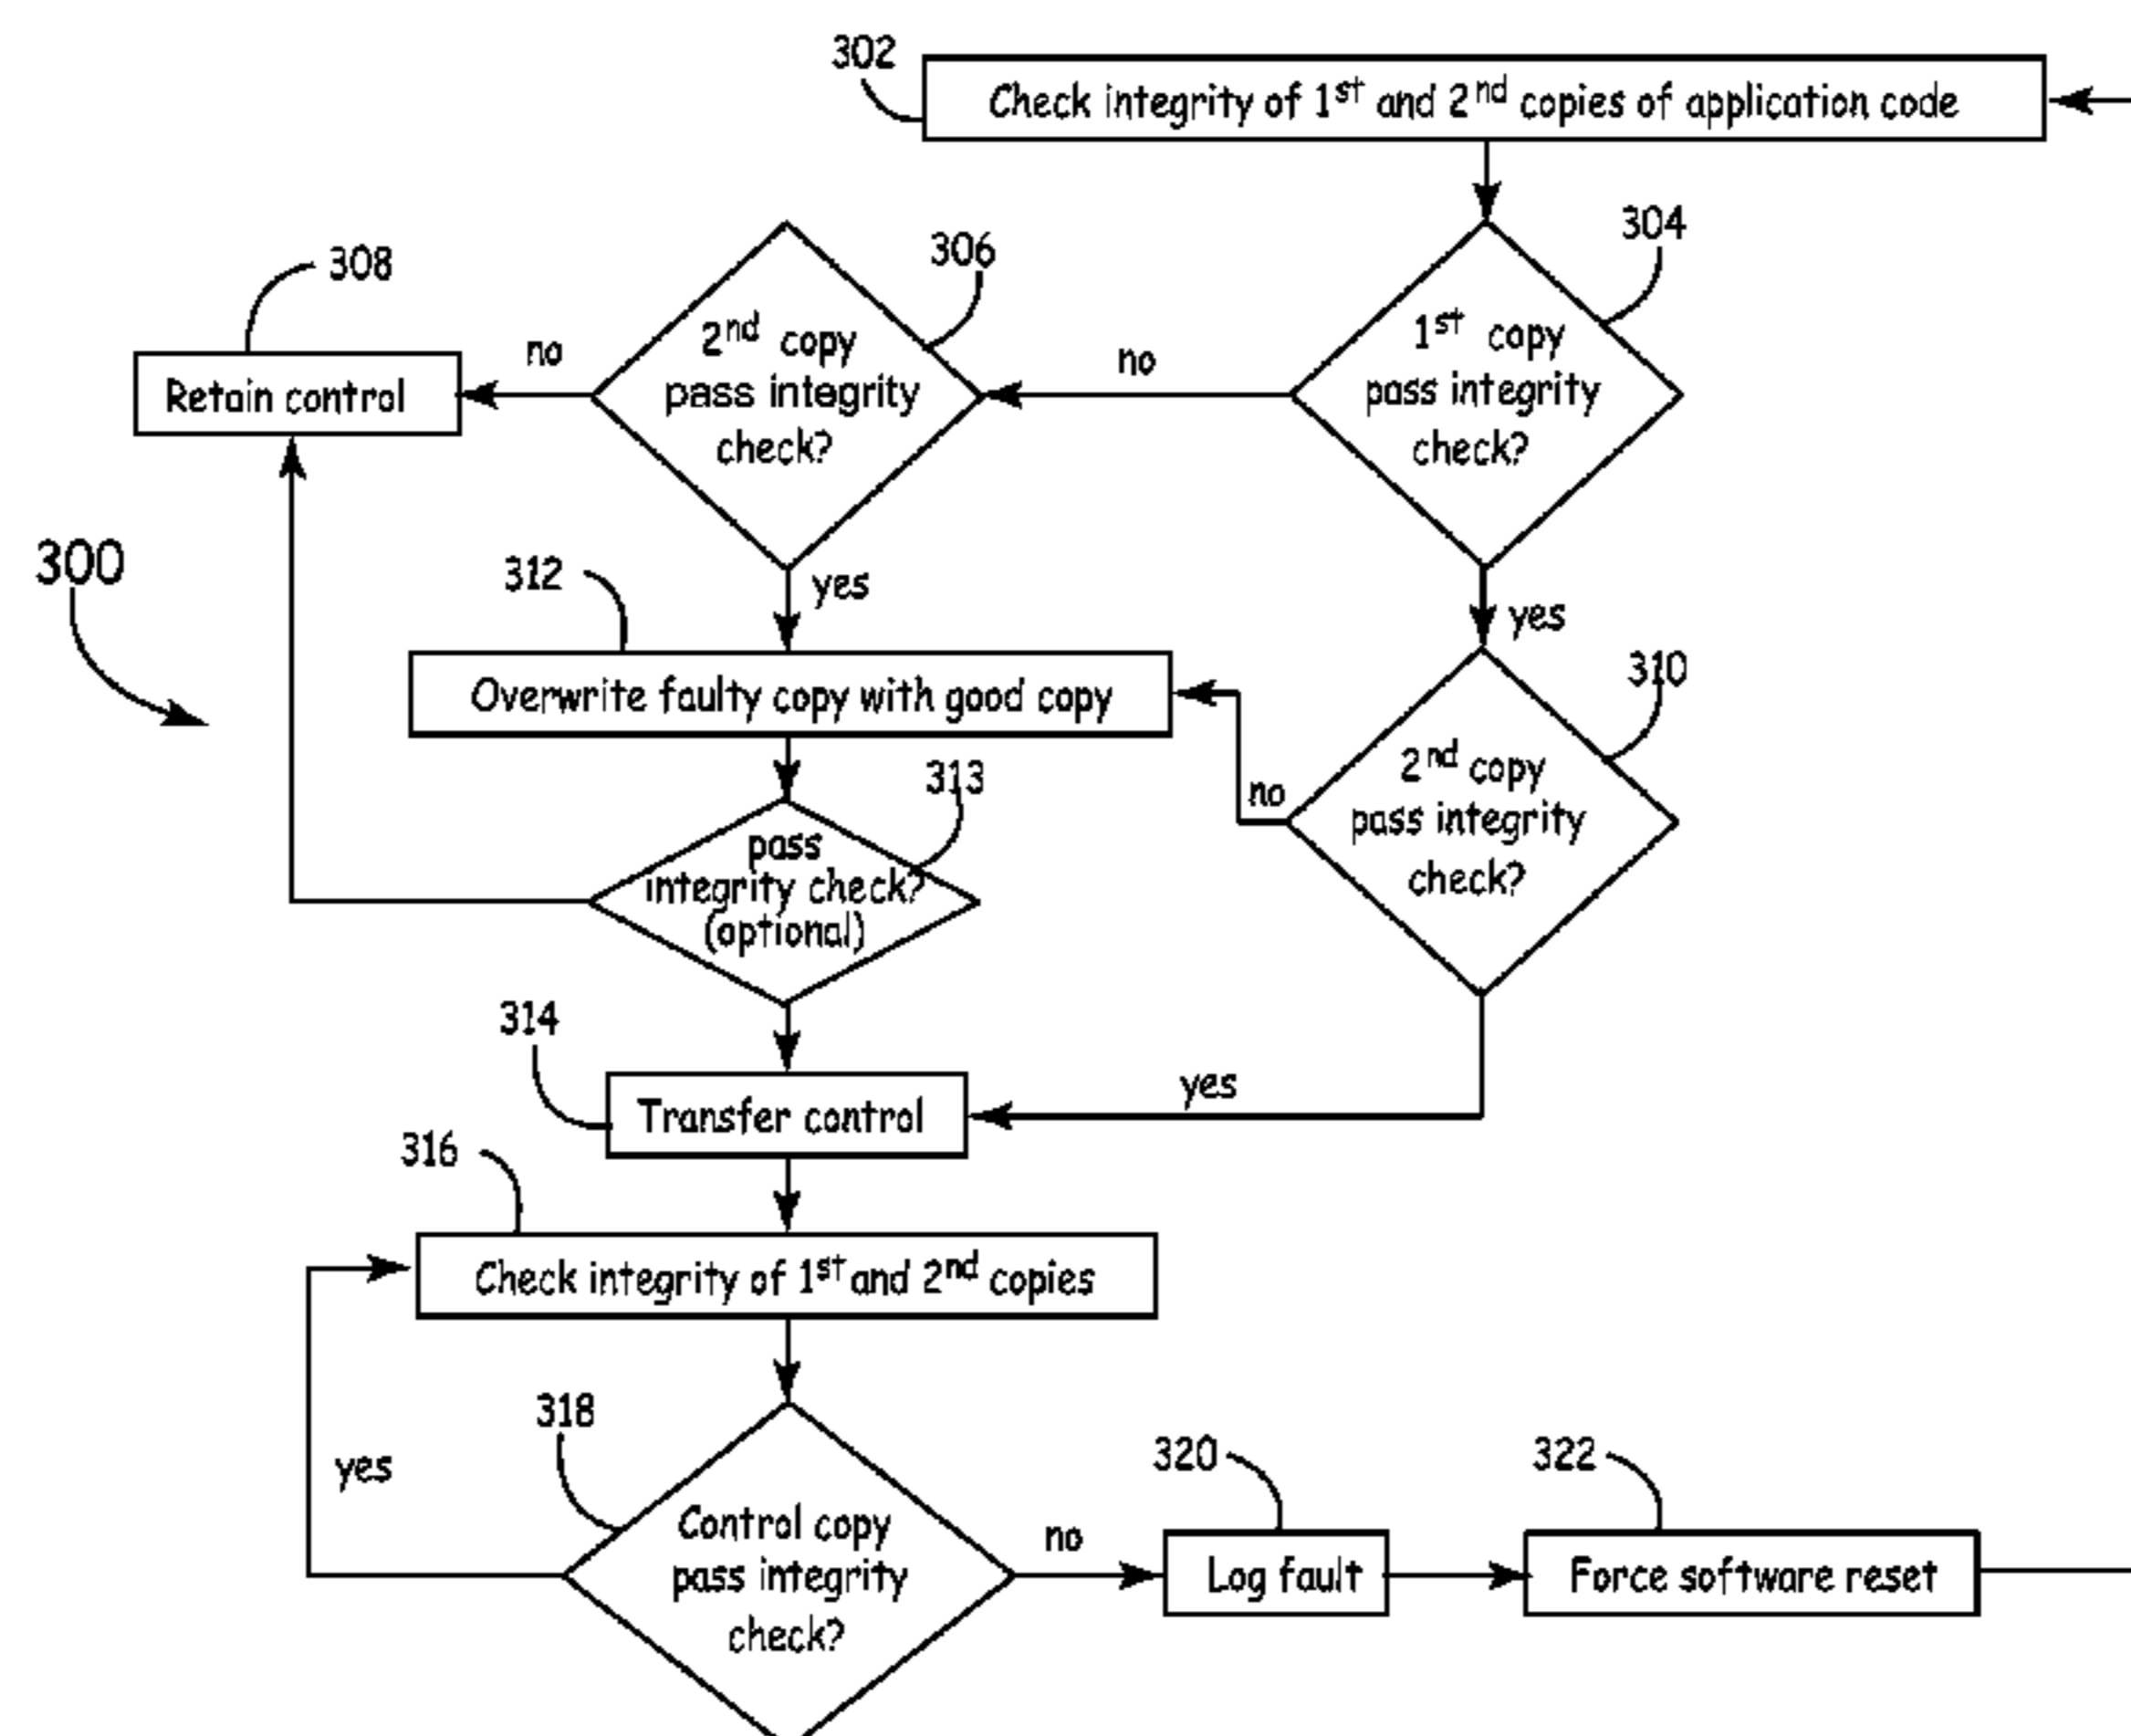 302
Check integrity of 1st and 2nd copies of application code
304
1st copy
pass integrity
check?
no
306
2nd copy
pass integrity
check?
no
308
Retain control
300
yes
312
Overwrite faulty copy with good copy
yes
310
2nd copy
pass integrity
check?
no
313
pass
integrity check?
(optional)
314
Transfer control
yes
316
Check integrity of 1st and 2nd copies
318
Control copy
pass integrity
check?
yes
no
320
Log fault
322
Force software reset